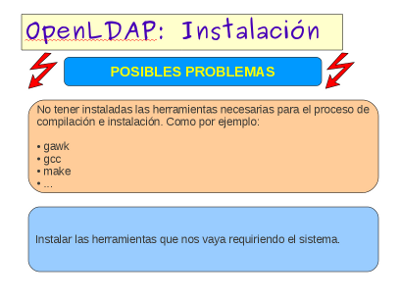 OpenLDAP: Instalación
POSIBLES PROBLEMAS
No tener instaladas las herramientas necesarias para el proceso de
compilación e instalación. Como por ejemplo:
• gawk
• gcc
• make
• ...
Instalar las herramientas que nos vaya requiriendo el sistema.